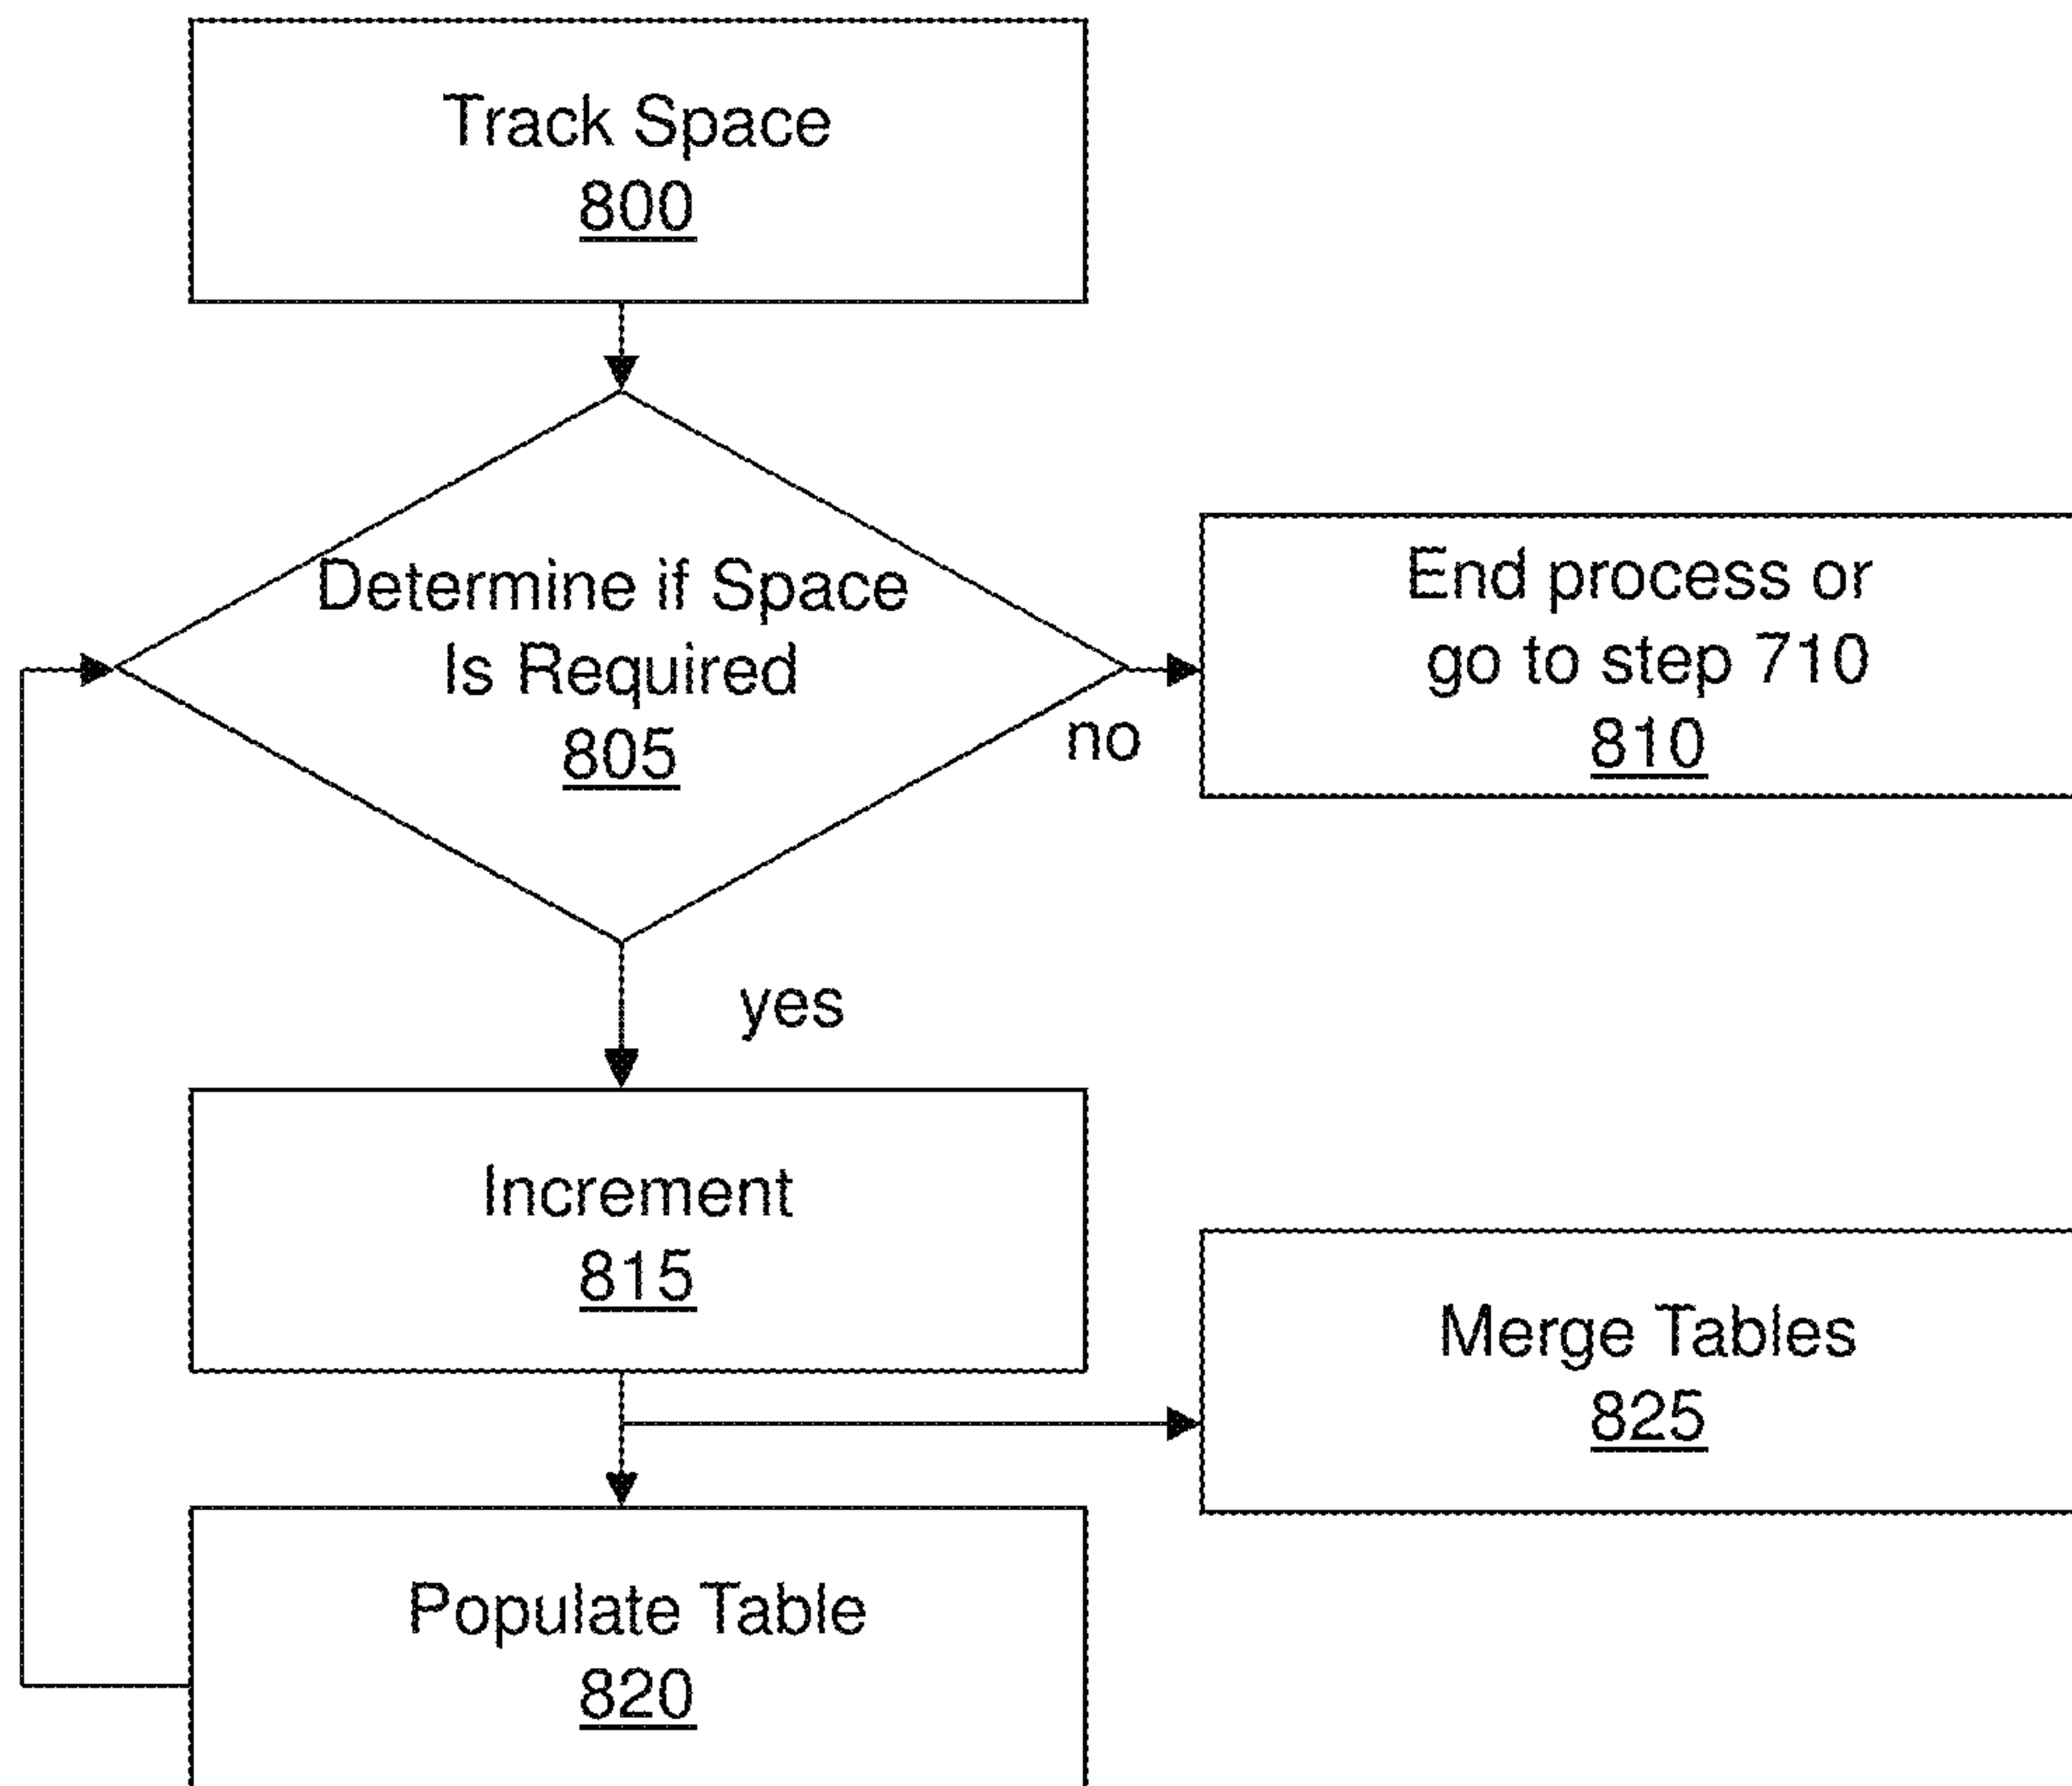 Track Space
800
Determine if Space
Is Required
805
no
End process or
go to step 710
810
yes
Increment
815
Merge Tables
825
Populate Table
820